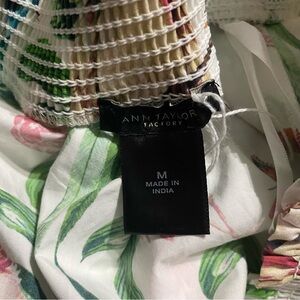 ANN TAYLOR
FACTORY
M
MADE IN
INDIA